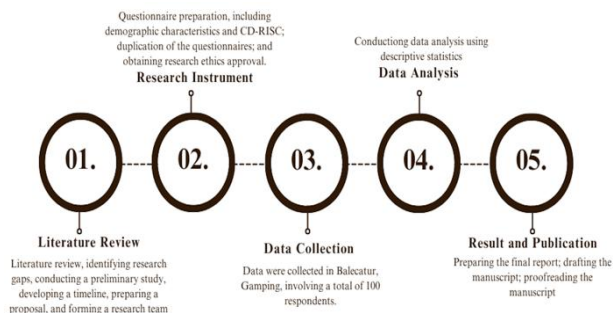 Questionnaire preparation, including
demographic characteristics and CD-RISC;
duplication of the questionnaires; and
obtaining research ethics approval.
Research Instrument
Conductiong data analysis using
descriptive statistics
Data Analysis
01.
02.
03.
04.
05.
Literature Review
Literature review, identifying research
gaps, conducting a preliminary study,
developing a timeline, preparing a
proposal, and forming a research team
Data Collection
Data were collected in Balecatur,
Gamping, involving a total of 100
respondents.
Result and Publication
Preparing the final report; drafting the
manuscript; proofreading the
manuscript